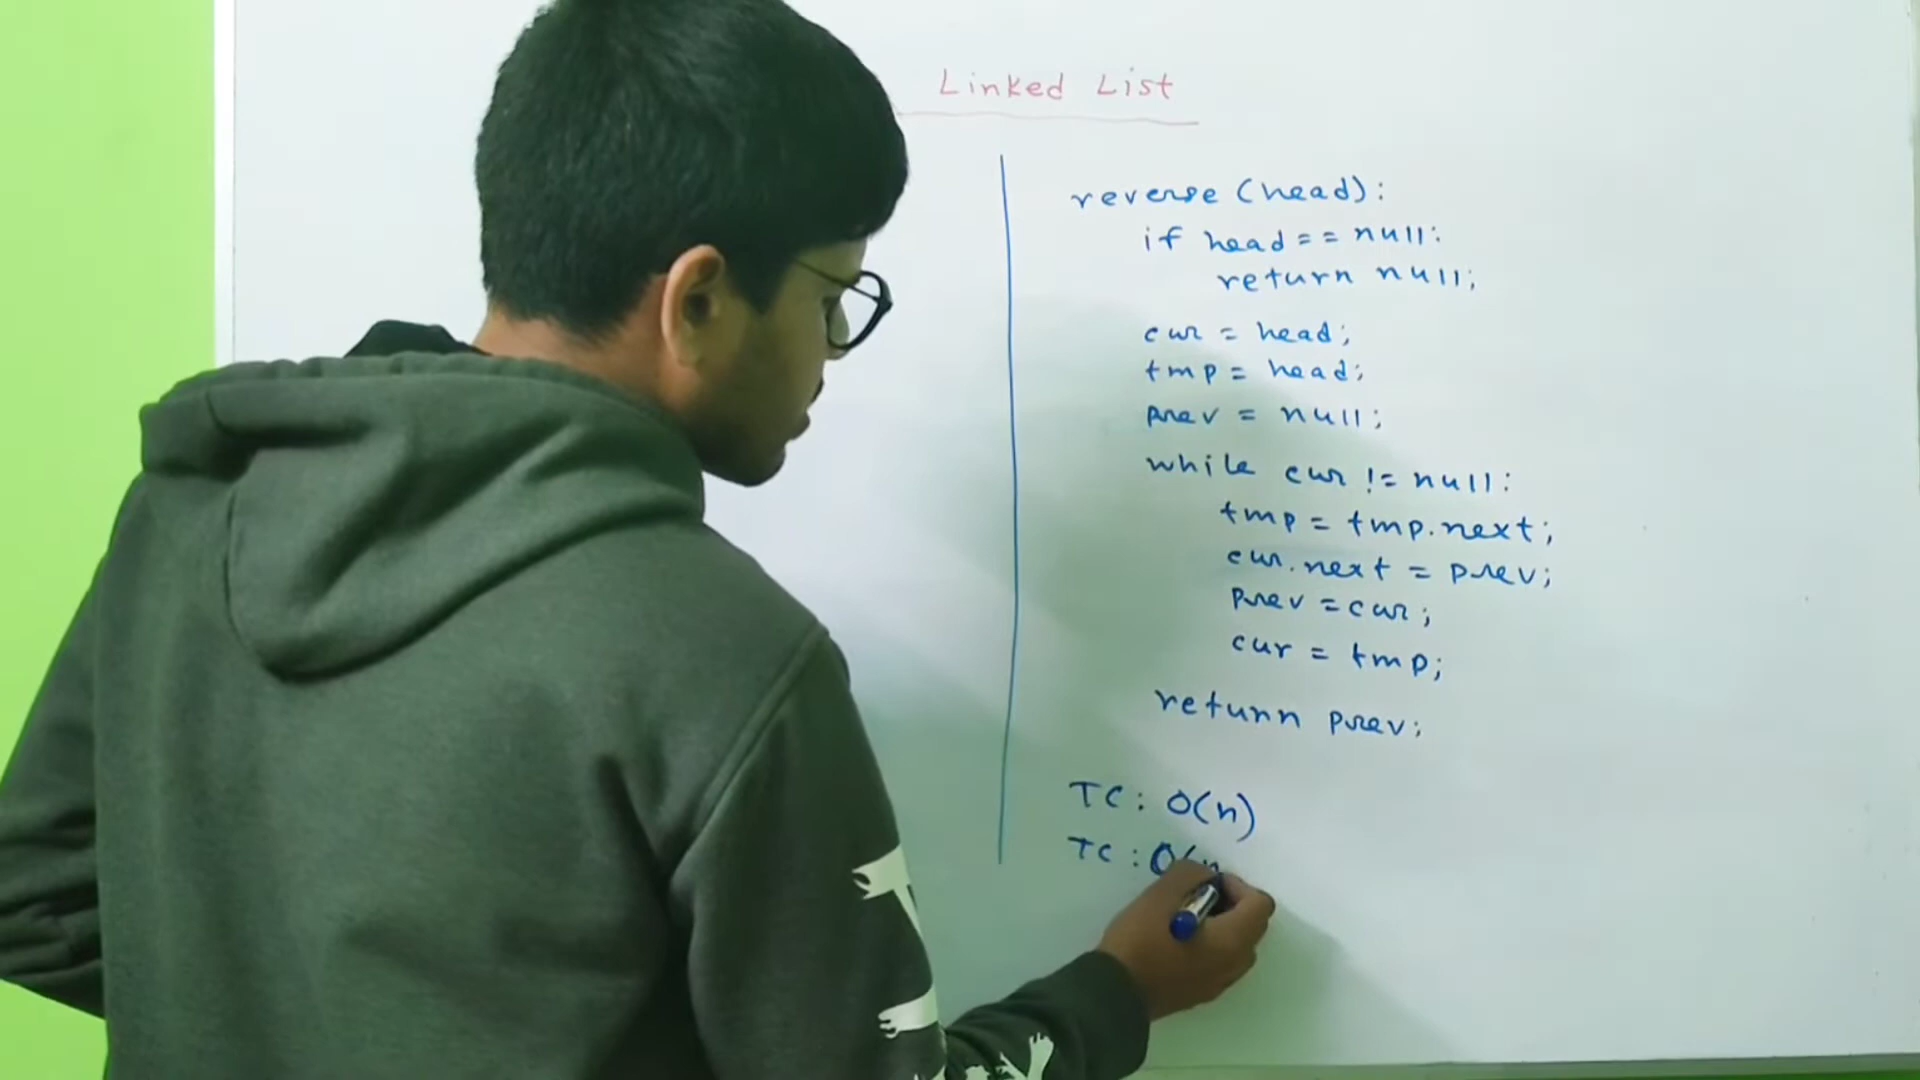 Linked List
reverse (head):
if head == null:
return null;
cur = head;
tmp = head;
prev = null;
while cur != null:
tmp = tmp.next;
cur.next = prev;
prev = cur;
cur = tmp;
return prev;
TC: O(n)
TC: O(n